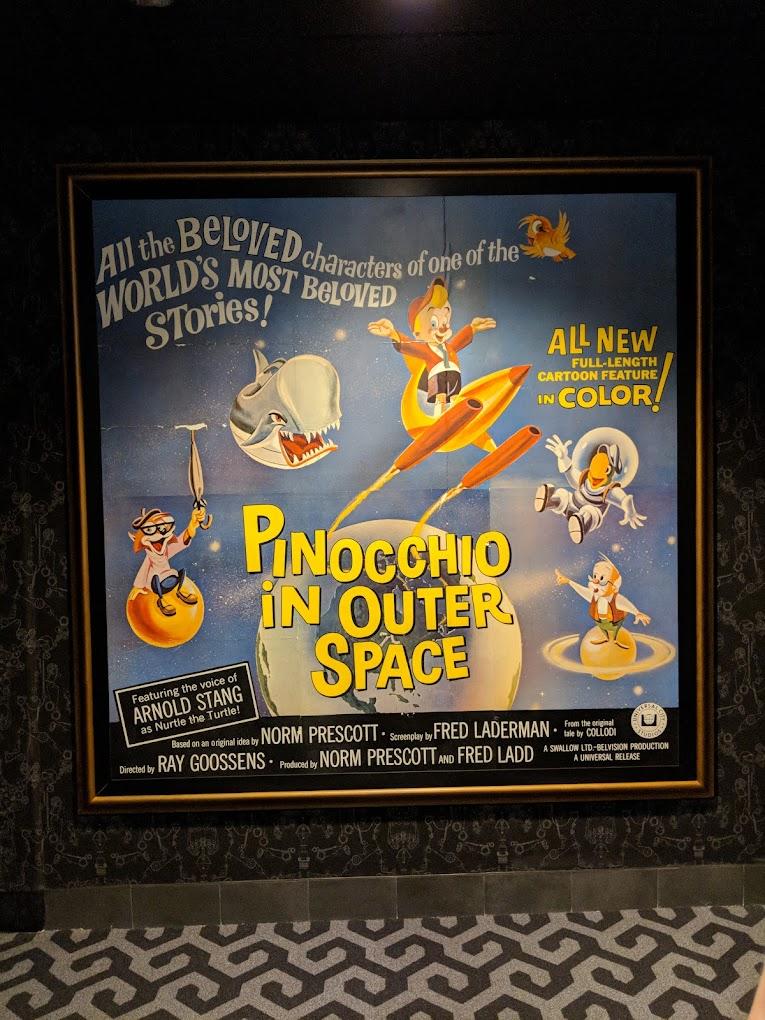 All the BELOVED characters of one of the
WORLD'S MOST BELOVED
STORIES!
ALL NEW
FULL-LENGTH
CARTOON FEATURE
IN COLOR!
PINOCCHIO
iN OUTER
SPACE
Featuring the voice of
ARNOLD STANG
as Nurtle the Turtle!
Based on an original idea by NORM PRESCOTT • Screenplay by FRED LADERMAN •
From the original
tale by COLLODI
Directed by RAY GOOSSENS • Produced by NORM PRESCOTT AND FRED LADD
A SWALLOW LTD.-BELVISION PRODUCTION
A UNIVERSAL RELEASE
UNIVERSAL CITY
STUDIOS